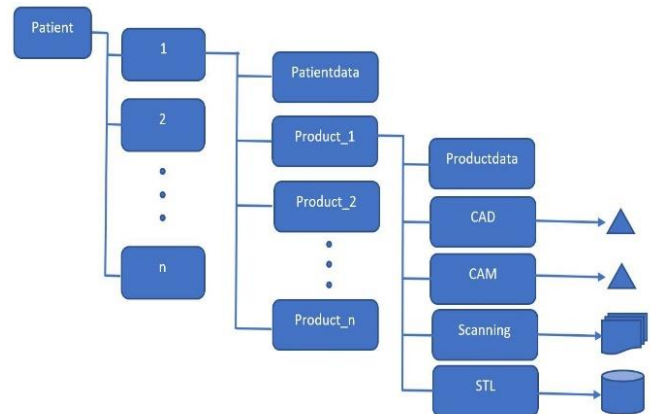 Patient
1
2
n
Patientdata
Product_1
Product_2
Product_n
Productdata
CAD
CAM
Scanning
STL